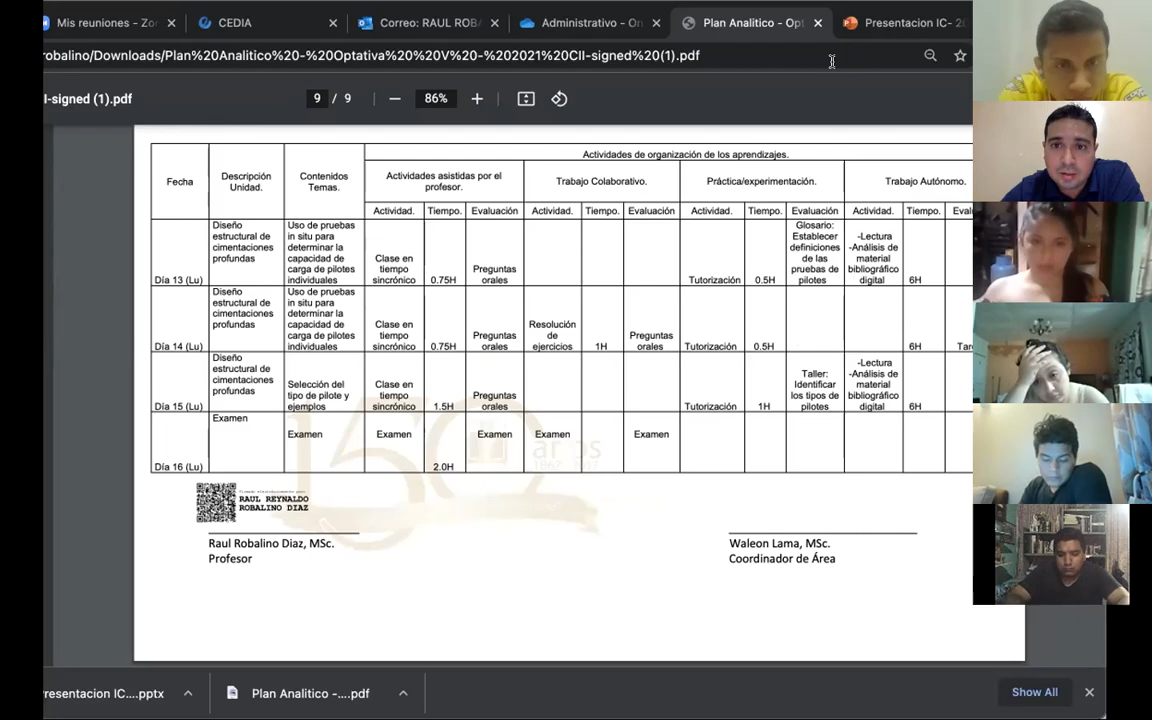 Mis reuniones - Zo
CEDIA
Correo: RAUL ROBA
Administrativo - On
Plan Analitico - Opt
Presentacion IC- 20
robalino/Downloads/Plan%20Analitico%20-%20Optativa%20%20V%20-%202021%20CII-signed%20(1).pdf
I-signed (1).pdf
9 / 9
86%
Actividades de organización de los aprendizajes.
Fecha
Descripción Unidad.
Contenidos Temas.
Actividades asistidas por el profesor.
Trabajo Colaborativo.
Práctica/experimentación.
Trabajo Autónomo.
Actividad. Tiempo. Evaluación Actividad. Tiempo. Evaluación Actividad. Tiempo. Evaluación Actividad. Tiempo. Eval
Día 13 (Lu)
Diseño estructural de cimentaciones profundas
Uso de pruebas in situ para determinar la capacidad de carga de pilotes individuales
Clase en tiempo sincrónico
0.75H
Preguntas orales
Tutorización
0.5H
Glosario: Establecer definiciones de las pruebas de pilotes
-Lectura -Análisis de material bibliográfico digital
6H
Día 14 (Lu)
Diseño estructural de cimentaciones profundas
Uso de pruebas in situ para determinar la capacidad de carga de pilotes individuales
Clase en tiempo sincrónico
0.75H
Preguntas orales
Resolución de ejercicios
1H
Preguntas orales
Tutorización
0.5H
6H
Tar
Día 15 (Lu)
Diseño estructural de cimentaciones profundas
Selección del tipo de pilote y ejemplos
Clase en tiempo sincrónico
1.5H
Preguntas orales
Tutorización
1H
Taller: Identificar los tipos de pilotes
-Lectura -Análisis de material bibliográfico digital
6H
Día 16 (Lu)
Examen
Examen
Examen
2.0H
Examen
Examen
Examen
150 años
1867 2017
RAUL REYNALDO
ROBALINO DIAZ
Raul Robalino Diaz, MSc.
Profesor
Waleon Lama, MSc.
Coordinador de Área
resentacion IC....pptx
Plan Analitico -....pdf
Show All